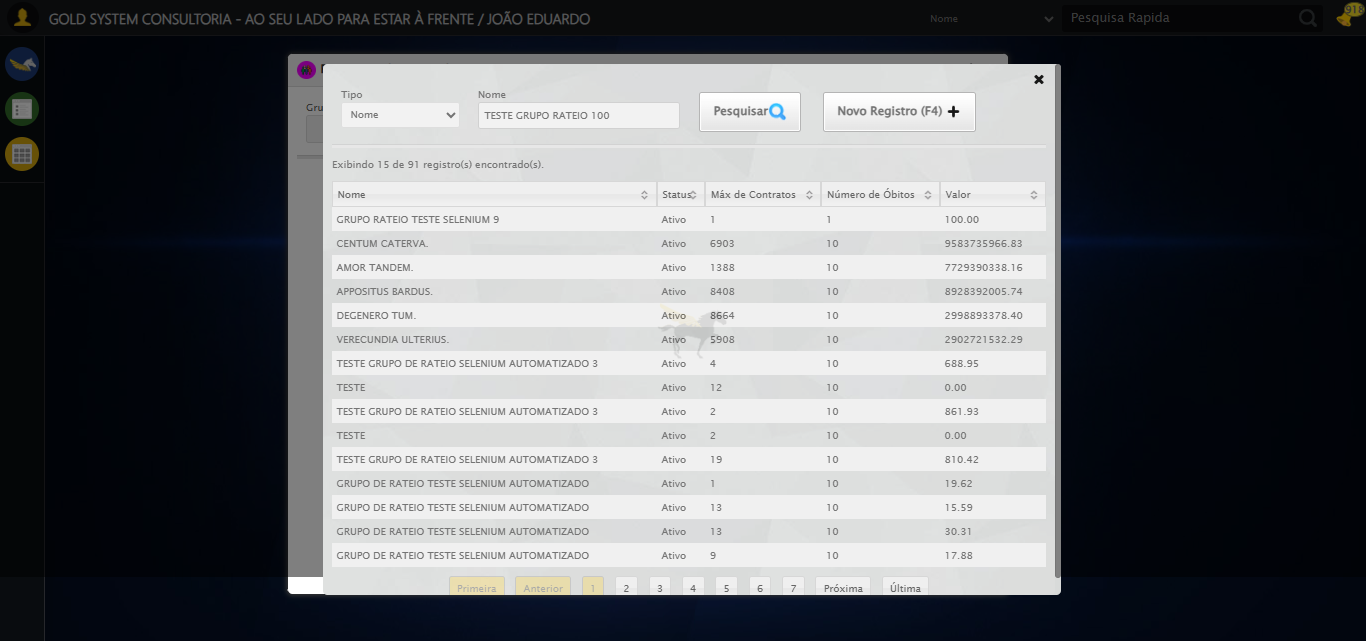 GOLD SYSTEM CONSULTORIA - AO SEU LADO PARA ESTAR À FRENTE / JOÃO EDUARDO
Nome
Pesquisa Rapida
918
Gru
Tipo
Nome
Nome
TESTE GRUPO RATEIO 100
Pesquisar
Novo Registro (F4)
Exibindo 15 de 91 registro(s) encontrado(s).
Nome Status Máx de Contratos Número de Óbitos Valor
GRUPO RATEIO TESTE SELENIUM 9 Ativo 1 1 100.00
CENTUM CATERVA. Ativo 6903 10 9583735966.83
AMOR TANDEM. Ativo 1388 10 7729390338.16
APPOSITUS BARDUS. Ativo 8408 10 8928392005.74
DEGENERO TUM. Ativo 8664 10 2998893378.40
VERECUNDIA ULTERIUS. Ativo 5908 10 2902721532.29
TESTE GRUPO DE RATEIO SELENIUM AUTOMATIZADO 3 Ativo 4 10 688.95
TESTE Ativo 12 10 0.00
TESTE GRUPO DE RATEIO SELENIUM AUTOMATIZADO 3 Ativo 2 10 861.93
TESTE Ativo 2 10 0.00
TESTE GRUPO DE RATEIO SELENIUM AUTOMATIZADO 3 Ativo 19 10 810.42
GRUPO DE RATEIO TESTE SELENIUM AUTOMATIZADO Ativo 1 10 19.62
GRUPO DE RATEIO TESTE SELENIUM AUTOMATIZADO Ativo 13 10 15.59
GRUPO DE RATEIO TESTE SELENIUM AUTOMATIZADO Ativo 13 10 30.31
GRUPO DE RATEIO TESTE SELENIUM AUTOMATIZADO Ativo 9 10 17.88
Primeira Anterior 1 2 3 4 5 6 7 Próxima Última